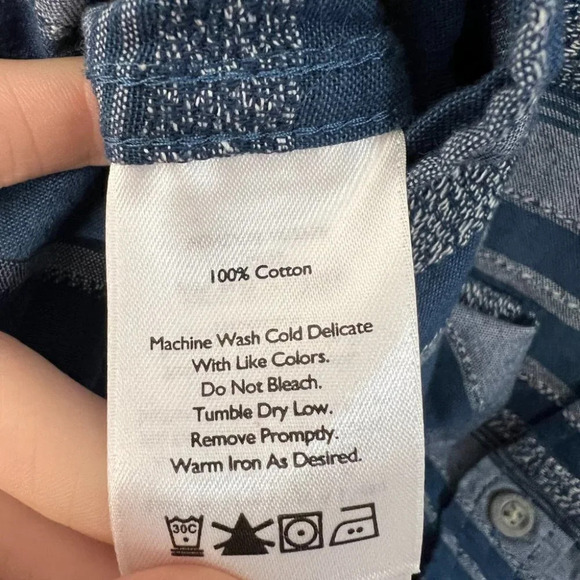 100% Cotton
Machine Wash Cold Delicate
With Like Colors.
Do Not Bleach.
Tumble Dry Low.
Remove Promptly.
Warm Iron As Desired.
30C